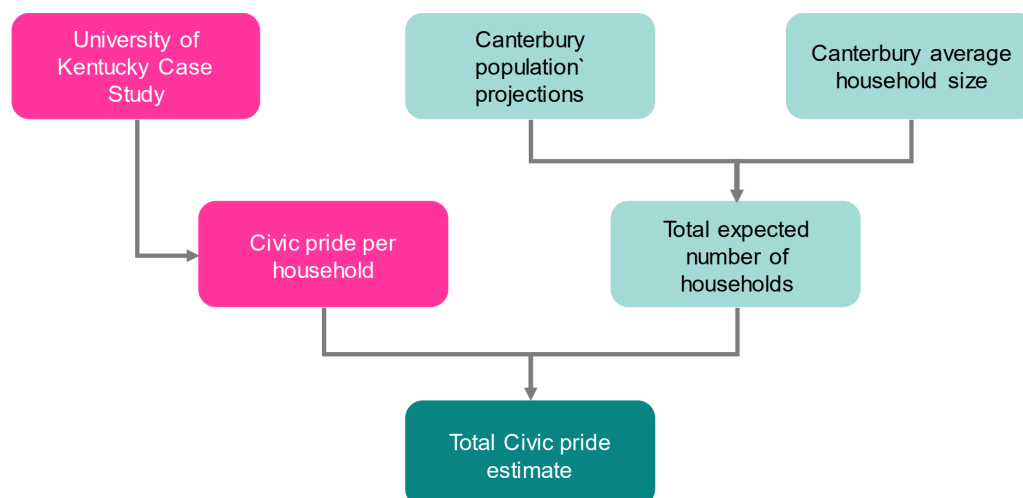 University of
Kentucky Case
Study
Canterbury
population`
projections
Canterbury average
household size
Civic pride per
household
Total expected
number of
households
Total Civic pride
estimate